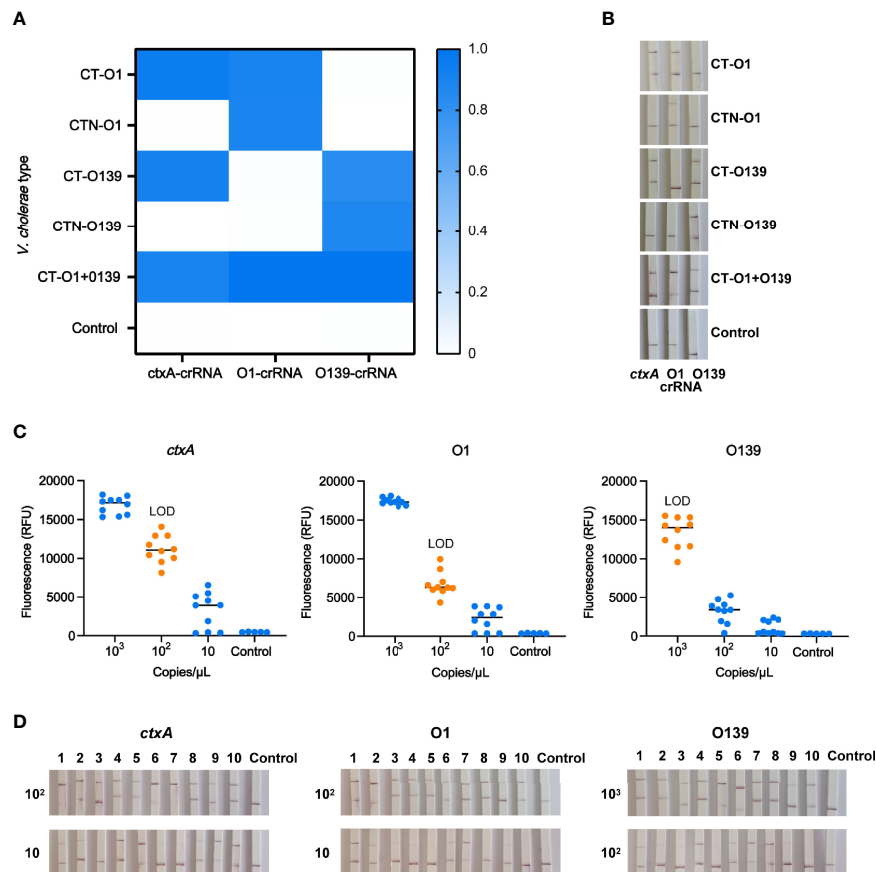 A
V. cholerae type
CT-O1
CTN-O1
CT-O139
CTN-O139
CT-O1+0139
Control
ctxA-crRNA O1-crRNA O139-crRNA
1.0
0.8
0.6
0.4
0.2
0
B
CT-O1
CTN-O1
CT-O139
CTN-O139
CT-O1+O139
Control
ctxA O1 O139
crRNA
C
ctxA
Fluorescence (RFU)
20000
15000
10000
5000
0
LOD
10³ 10² 10 Control
Copies/µL
O1
Fluorescence (RFU)
20000
15000
10000
5000
0
LOD
10³ 10² 10 Control
Copies/µL
O139
Fluorescence (RFU)
20000
15000
10000
5000
0
LOD
10³ 10² 10 Control
Copies/µL
D
ctxA
1 2 3 4 5 6 7 8 9 10 Control
10²
10
O1
1 2 3 4 5 6 7 8 9 10 Control
10²
10
O139
1 2 3 4 5 6 7 8 9 10 Control
10³
10²